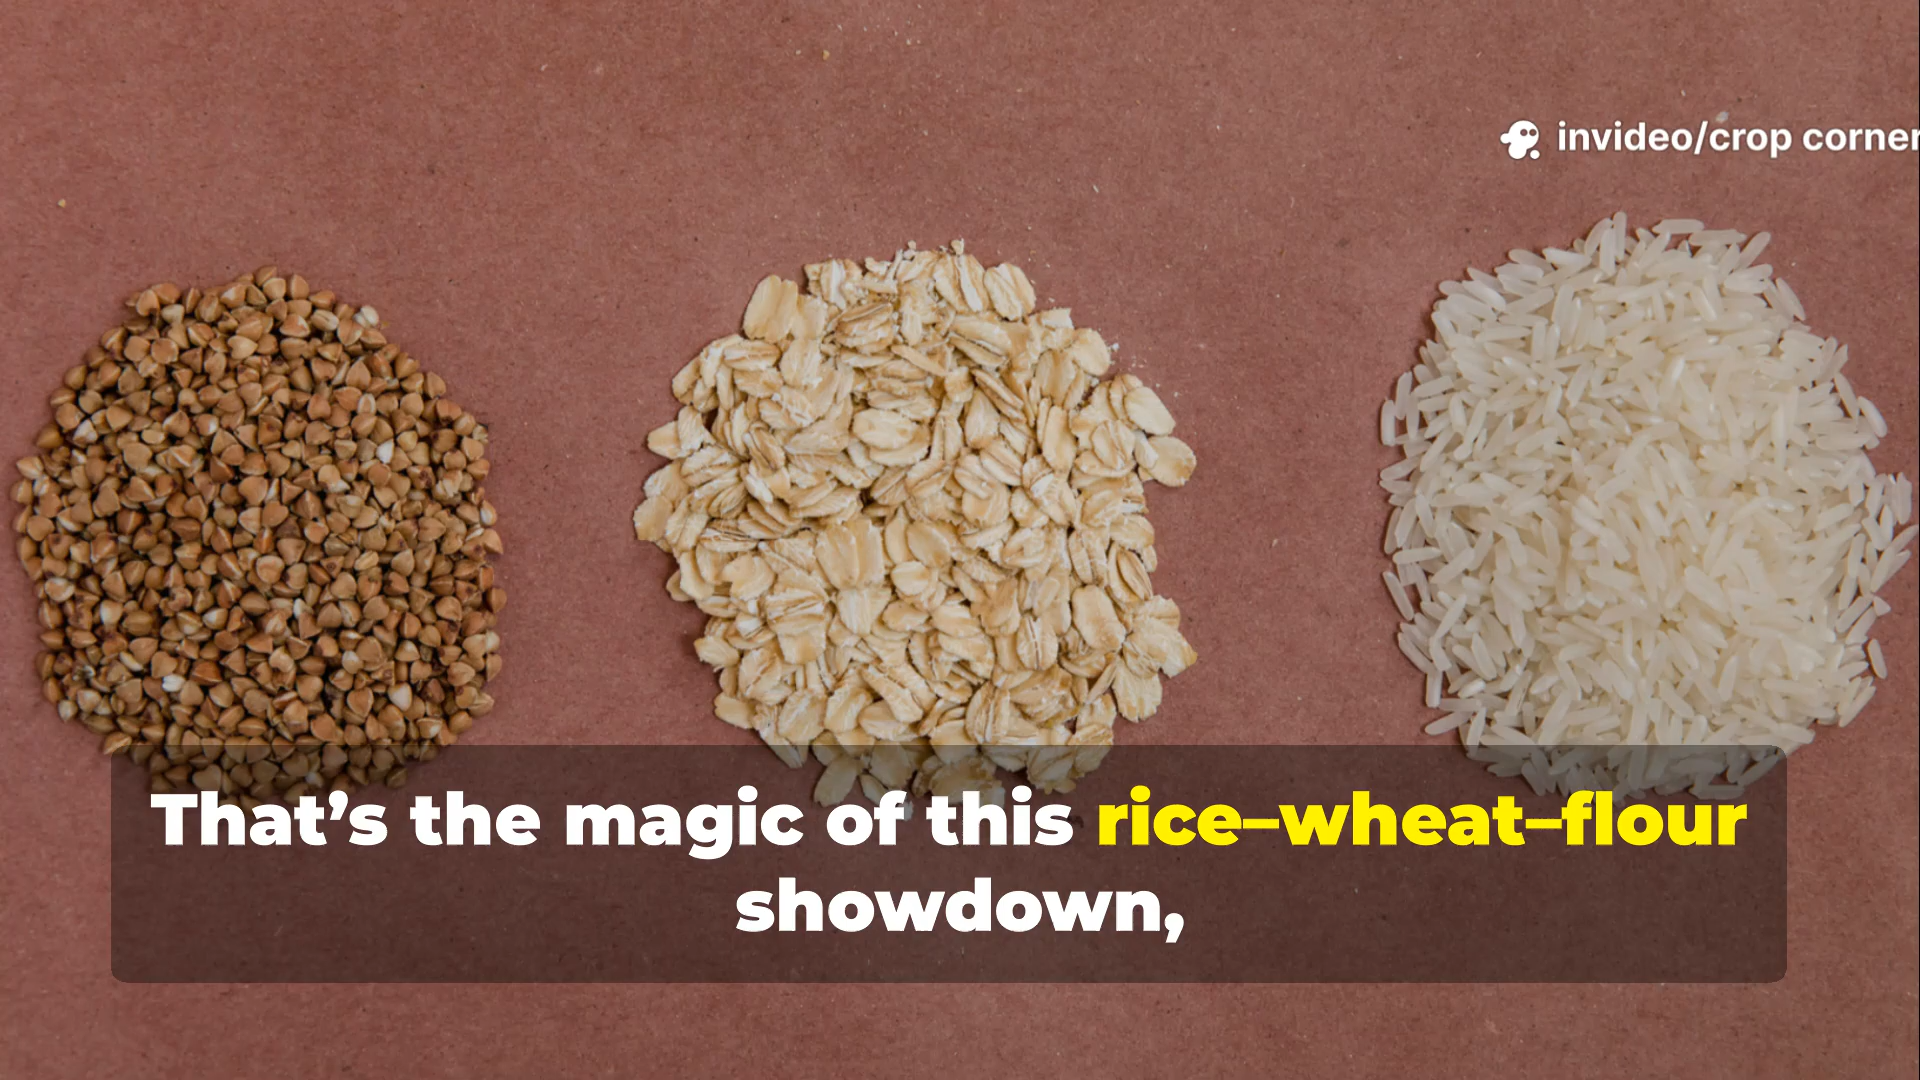 invideo/crop corner
That’s the magic of this rice–wheat–flour
showdown,